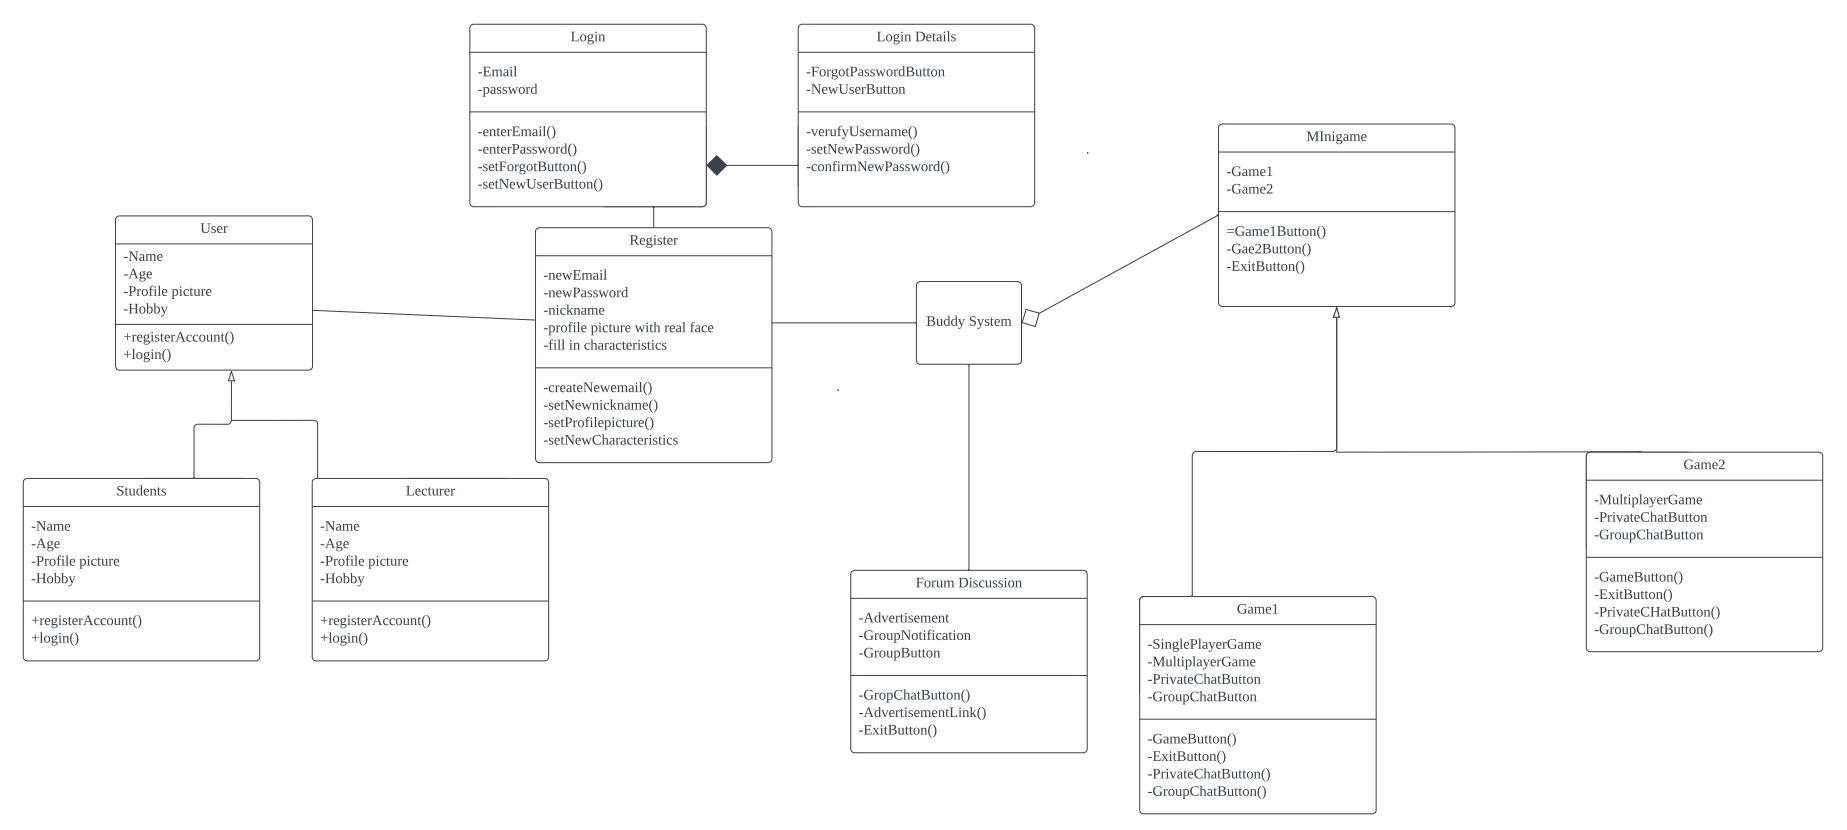 Login
-Email
-password
-enterEmail()
-enterPassword()
-setForgotButton()
-setNewUserButton()
Login Details
-ForgotPasswordButton
-NewUserButton
-verufyUsername()
-setNewPassword()
-confirmNewPassword()
MInigame
-Game1
-Game2
=Game1Button()
-Gae2Button()
-ExitButton()
User
-Name
-Age
-Profile picture
-Hobby
+registerAccount()
+login()
Register
-newEmail
-newPassword
-nickname
-profile picture with real face
-fill in characteristics
-createNewemail()
-setNewnickname()
-setProfilepicture()
-setNewCharacteristics
Buddy System
Students
-Name
-Age
-Profile picture
-Hobby
+registerAccount()
+login()
Lecturer
-Name
-Age
-Profile picture
-Hobby
+registerAccount()
+login()
Forum Discussion
-Advertisement
-GroupNotification
-GroupButton
-GropChatButton()
-AdvertisementLink()
-ExitButton()
Game1
-SinglePlayerGame
-MultiplayerGame
-PrivateChatButton
-GroupChatButton
-GameButton()
-ExitButton()
-PrivateChatButton()
-GroupChatButton()
Game2
-MultiplayerGame
-PrivateChatButton
-GroupChatButton
-GameButton()
-ExitButton()
-PrivateCHatButton()
-GroupChatButton()